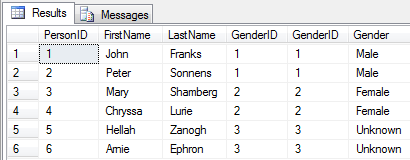 Results Messages
PersonID FirstName LastName GenderID GenderID Gender
1 1 John Franks 1 1 Male
2 2 Peter Sonnens 1 1 Male
3 3 Mary Shamberg 2 2 Female
4 4 Chryssa Lurie 2 2 Female
5 5 Hellah Zanogh 3 3 Unknown
6 6 Amie Ephron 3 3 Unknown